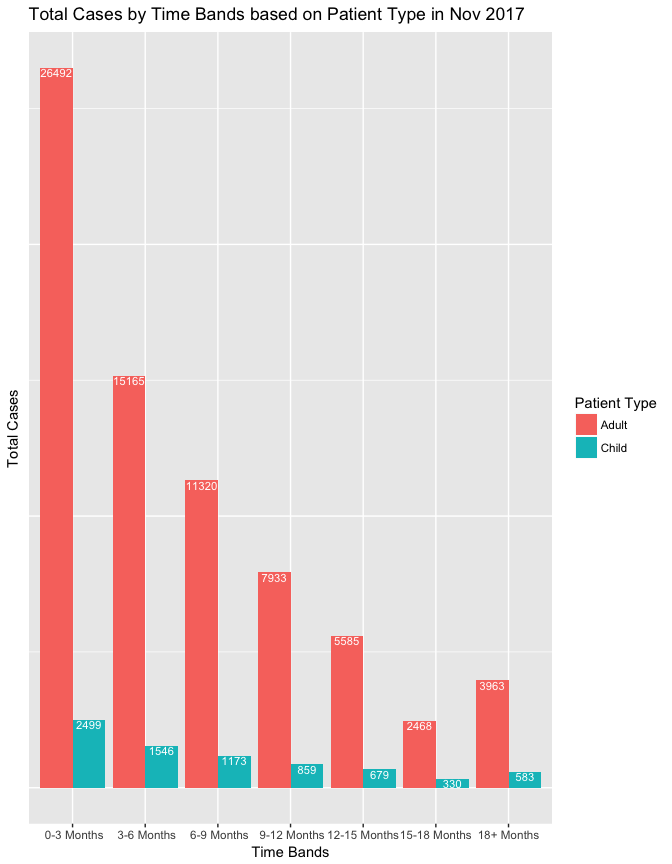 Total Cases by Time Bands based on Patient Type in Nov 2017
Total Cases
26492
15165
11320
7933
5585
2468
3963
2499
1546
1173
859
679
330
583
Patient Type
Adult
Child
0-3 Months 3-6 Months 6-9 Months 9-12 Months 12-15 Months 15-18 Months 18+ Months
Time Bands